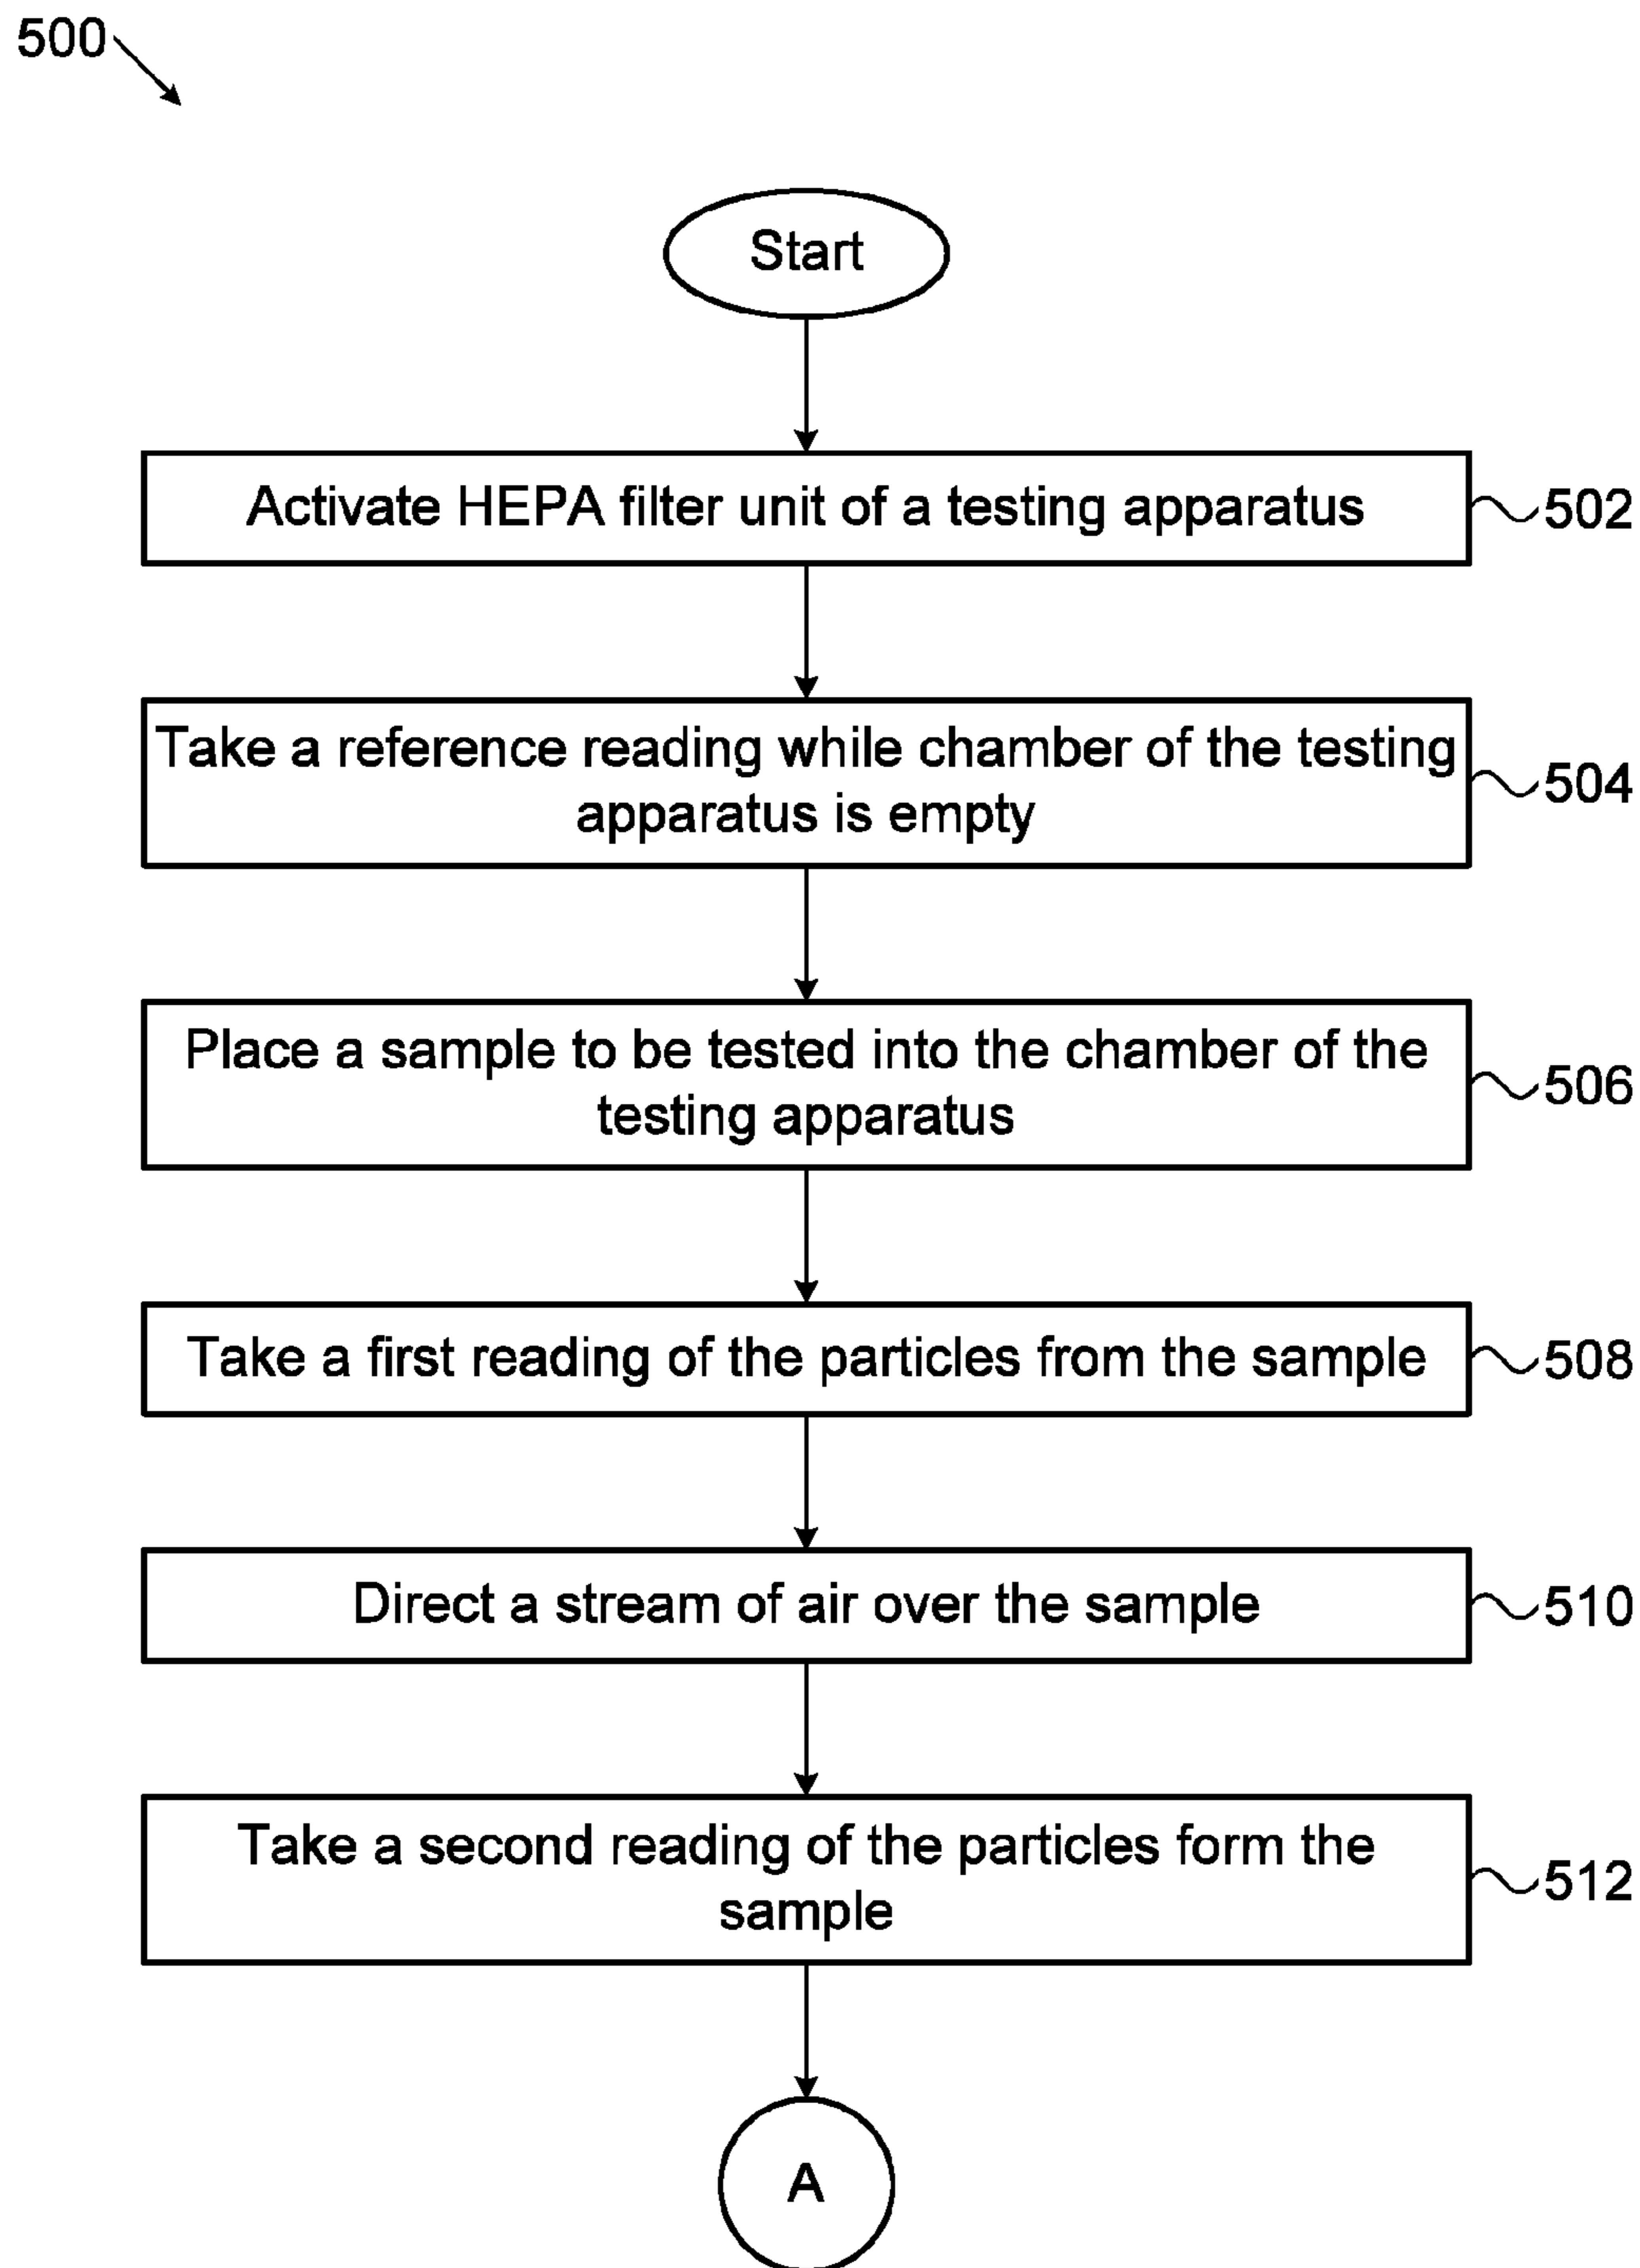 500
Start
Activate HEPA filter unit of a testing apparatus
502
Take a reference reading while chamber of the testing
apparatus is empty
504
Place a sample to be tested into the chamber of the
testing apparatus
506
Take a first reading of the particles from the sample
508
Direct a stream of air over the sample
510
Take a second reading of the particles form the
sample
512
A